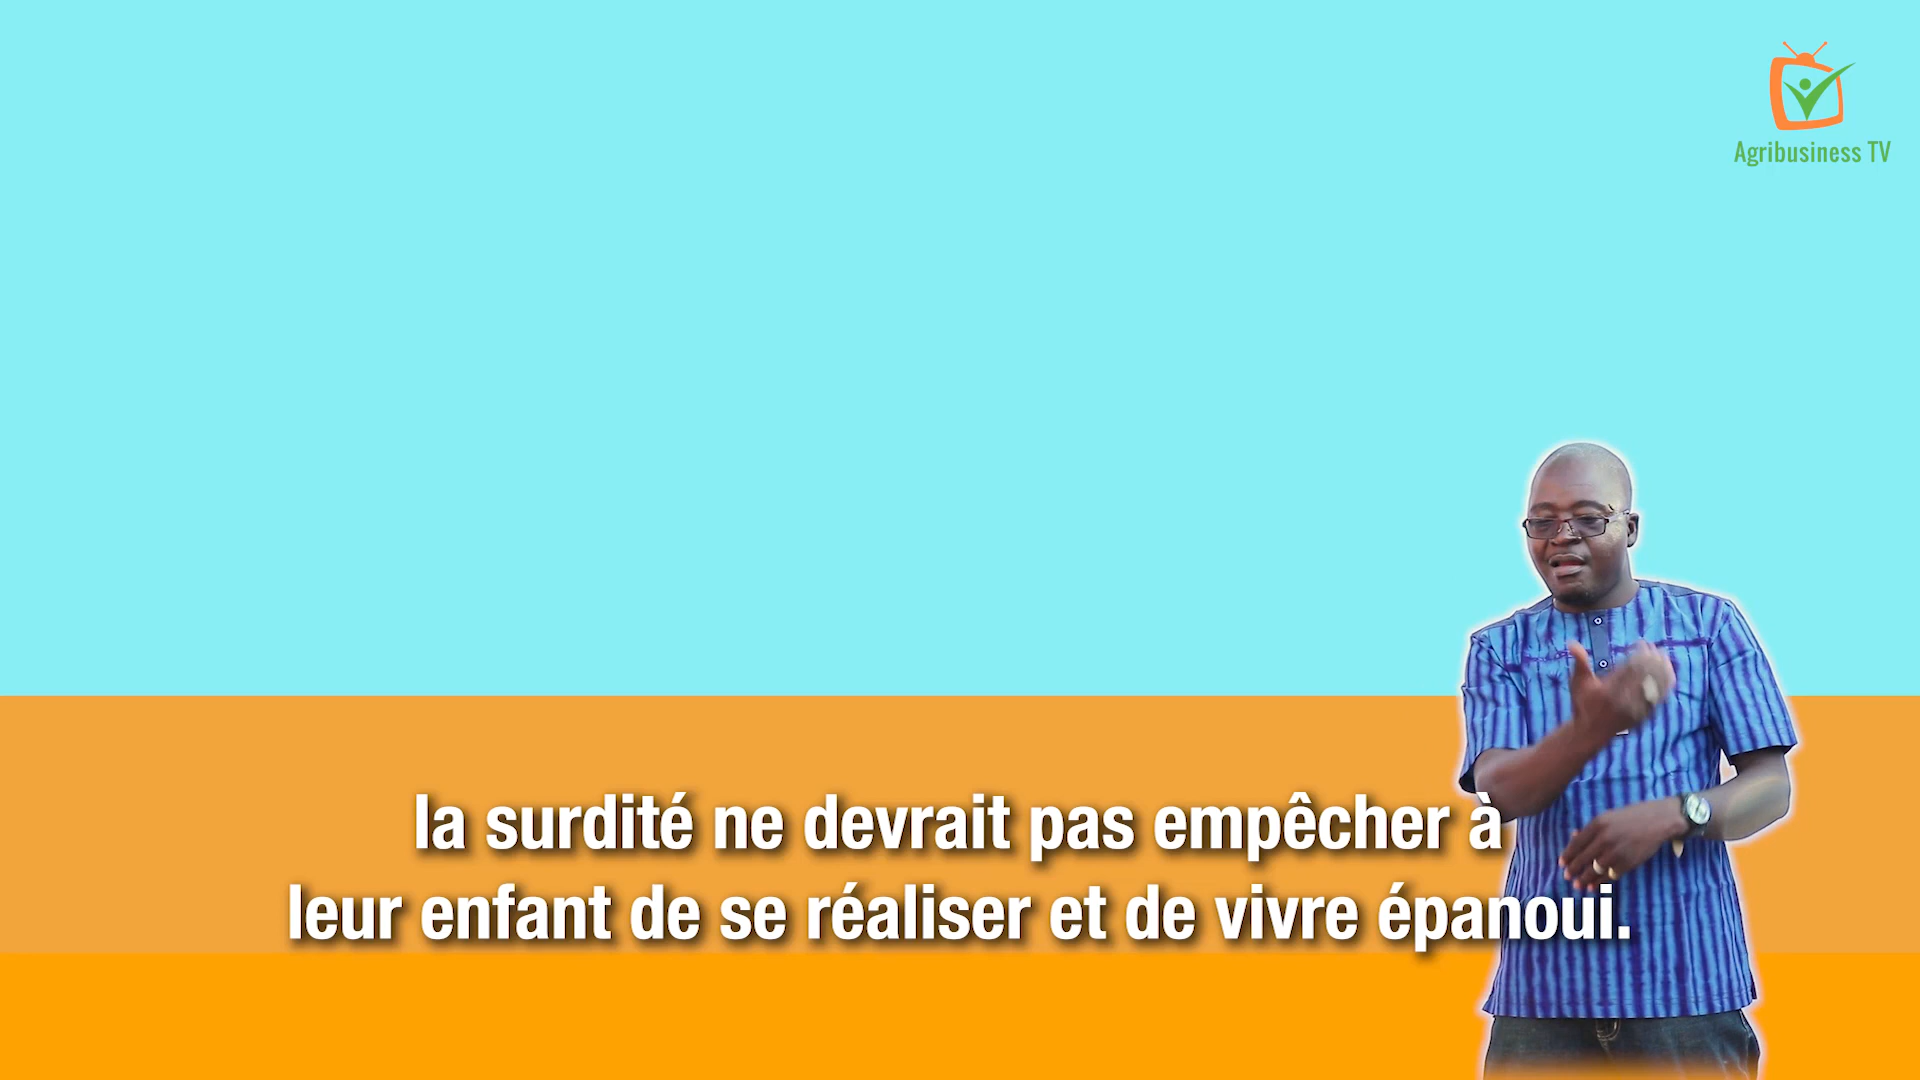 Agribusiness TV
la surdité ne devrait pas empêcher à
leur enfant de se réaliser et de vivre épanoui.